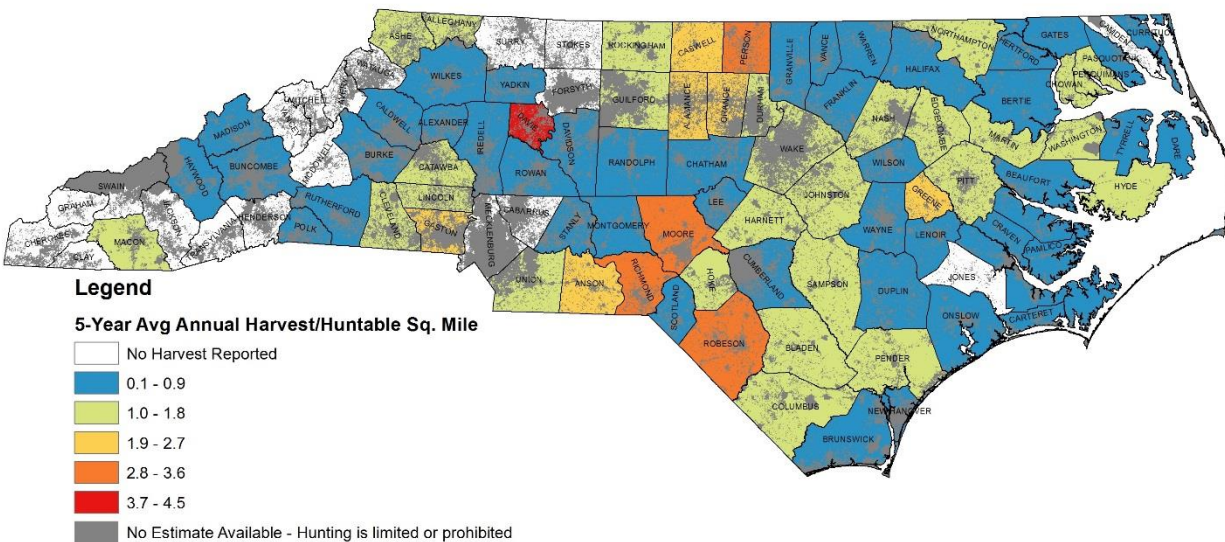 ALLEGHANY
ASHE
SURRY
STOKES
ROCKINGHAM
CASWELL
PERSON
GRANVILLE
VANCE
WARREN
NORTHAMPTON
HERTFORD
GATES
CAMDEN
CURRITUCK
PASQUOTANK
PERQUIMANS
CHOWAN
HALIFAX
BERTIE
WATAUGA
WILKES
YADKIN
FORSYTH
GUILFORD
ALAMANCE
ORANGE
DURHAM
FRANKLIN
NASH
EDGECOMBE
MARTIN
WASHINGTON
TYRRELL
DARE
MITCHELL
AVERY
CALDWELL
ALEXANDER
IREDELL
DAVIE
DAVIDSON
RANDOLPH
CHATHAM
WAKE
WILSON
PITT
BEAUFORT
HYDE
MADISON
BUNCOMBE
MCDOWELL
BURKE
CATAWBA
ROWAN
JOHNSTON
GREENE
SWAIN
HAYWOOD
RUTHERFORD
LINCOLN
CABARRUS
LEE
HARNETT
WAYNE
LENOIR
CRAVEN
PAMLICO
GRAHAM
JACKSON
HENDERSON
POLK
CLEVELAND
GASTON
MECKLENBURG
STANLY
MONTGOMERY
MOORE
CHEROKEE
MACON
TRANSYLVANIA
CLAY
UNION
ANSON
RICHMOND
SCOTLAND
HOKE
CUMBERLAND
SAMPSON
DUPLIN
JONES
ONSLOW
CARTERET
ROBESON
BLADEN
PENDER
COLUMBUS
NEW HANOVER
BRUNSWICK
Legend
5-Year Avg Annual Harvest/Huntable Sq. Mile
No Harvest Reported
0.1 - 0.9
1.0 - 1.8
1.9 - 2.7
2.8 - 3.6
3.7 - 4.5
No Estimate Available - Hunting is limited or prohibited